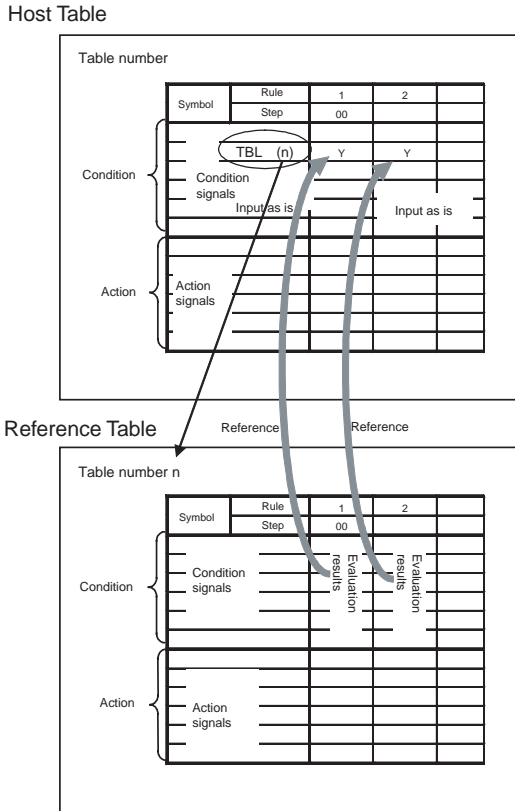 Host Table
Table number
Symbol
Rule
1
2
Step
00
TBL (n)
Y
Y
Condition
Condition
signals
Input as is
Input as is
Action
Action
signals
Reference Table
Reference
Reference
Table number n
Symbol
Rule
1
2
Step
00
Condition
Condition
signals
Evaluation
results
Evaluation
results
Action
Action
signals